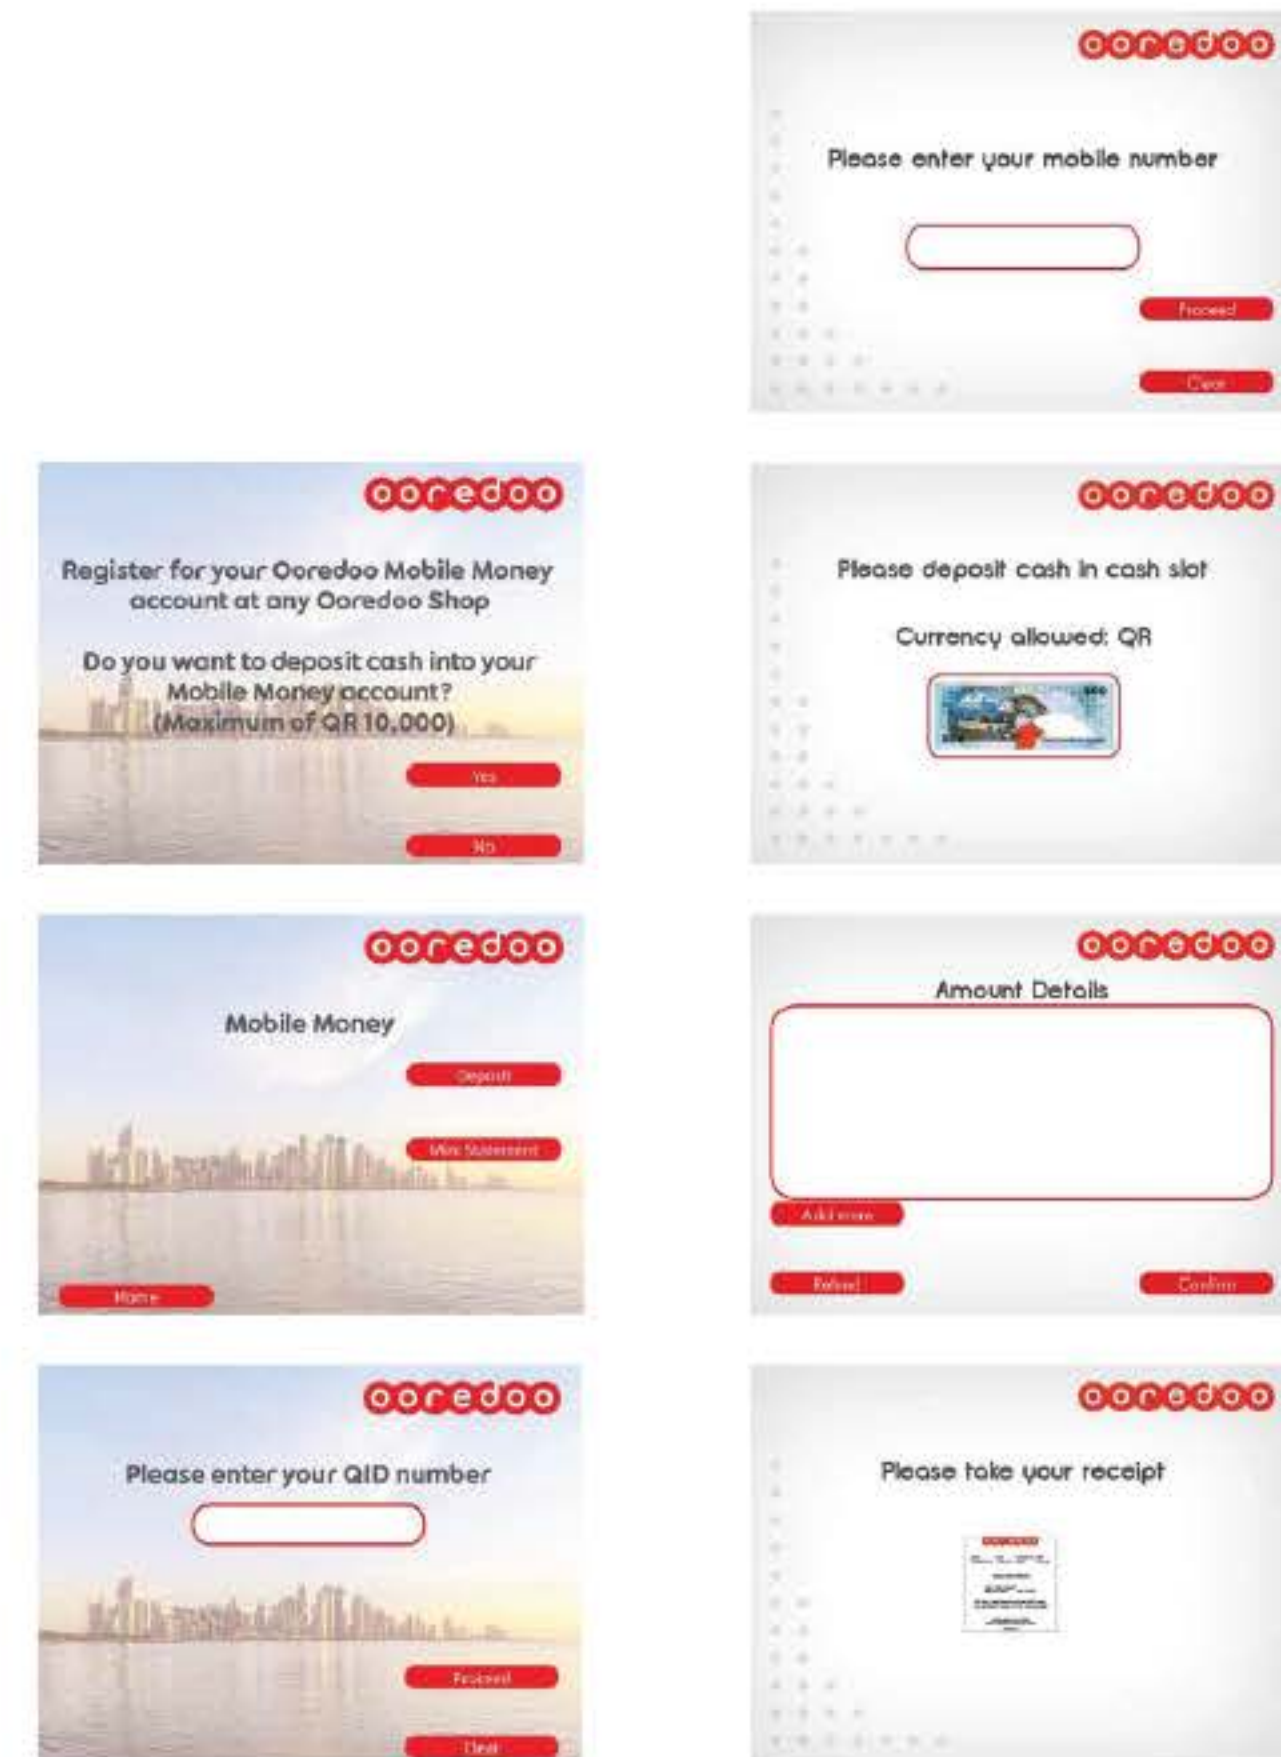 ooredoo
Register for your Ooredoo Mobile Money
account at any Ooredoo Shop
Do you want to deposit cash into your
Mobile Money account?
(Maximum of QR 10,000)
Yes
No
ooredoo
Mobile Money
Deposit
Mini Statement
Home
ooredoo
Please enter your QID number
Proceed
Clear
ooredoo
Please enter your mobile number
Proceed
Clear
ooredoo
Please deposit cash in cash slot
Currency allowed: QR
500
ooredoo
Amount Details
Add more
Confirm
ooredoo
Please take your receipt